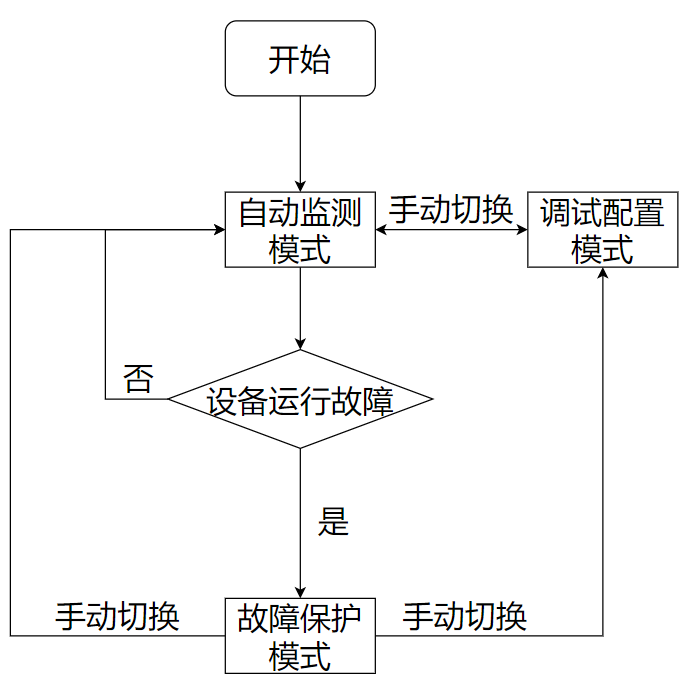 开始
自动监测
模式
手动切换
调试配置
模式
否
设备运行故障
是
手动切换
故障保护
模式
手动切换